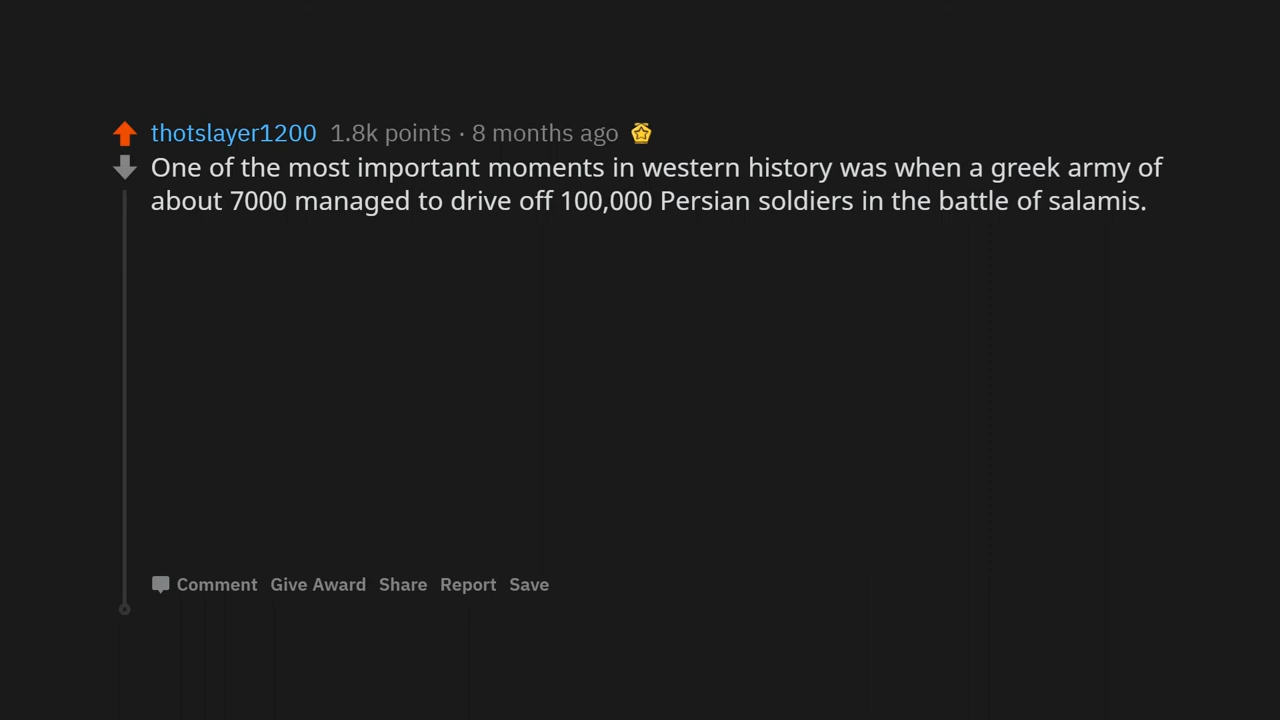 thotslayer1200 1.8k points · 8 months ago
One of the most important moments in western history was when a greek army of
about 7000 managed to drive off 100,000 Persian soldiers in the battle of salamis.
Comment Give Award Share Report Save